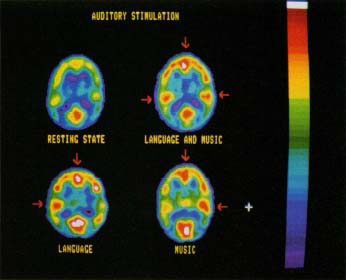 AUDITORY STIMULATION
RESTING STATE
LANGUAGE AND MUSIC
LANGUAGE
MUSIC